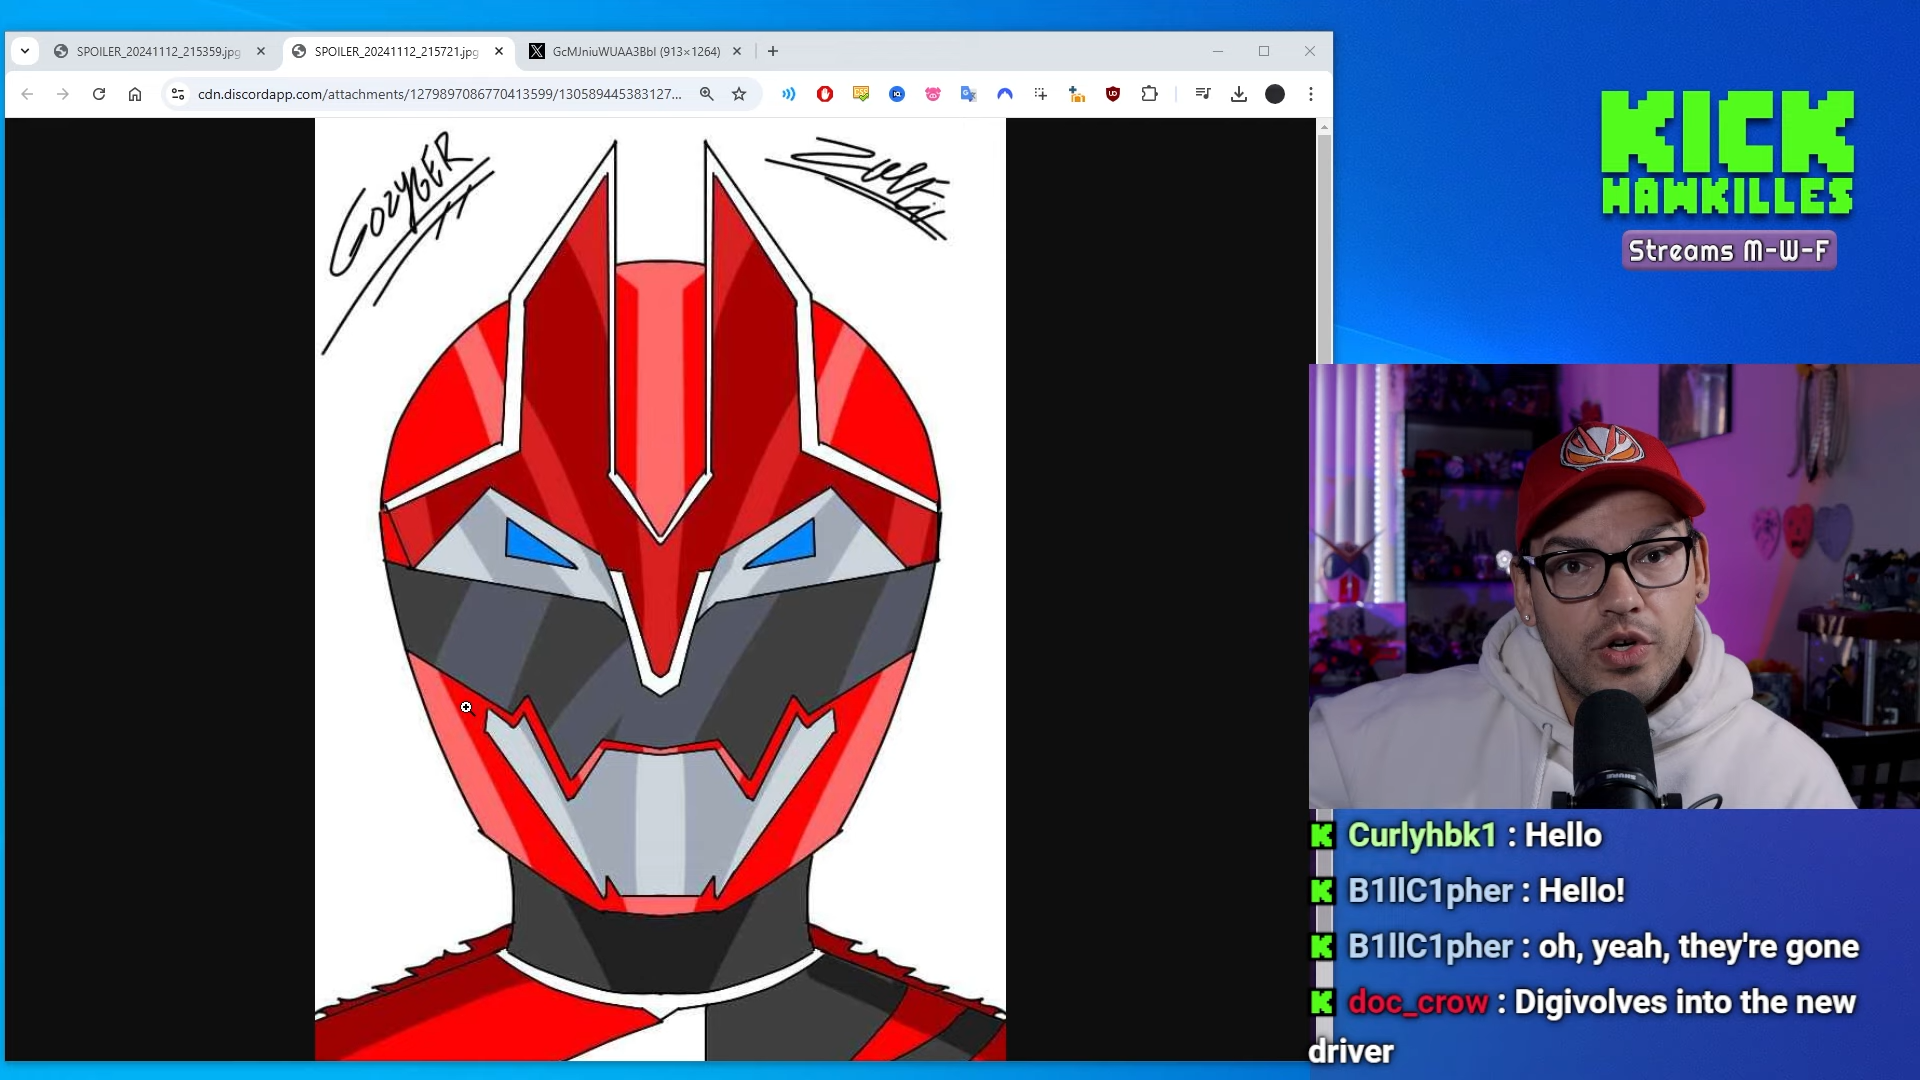 SPOILER_20241112_215359.jpg
SPOILER_20241112_215721.jpg
GcMJniuWUAA3BbI (913×1264)
cdn.discordapp.com/attachments/1279897086770413599/130589445383127...
GOZYGER
KICK
HAWKILLES
Streams M-W-F
Curlyhbk1 : Hello
B1llC1pher : Hello!
B1llC1pher : oh, yeah, they're gone
doc_crow : Digivolves into the new
driver